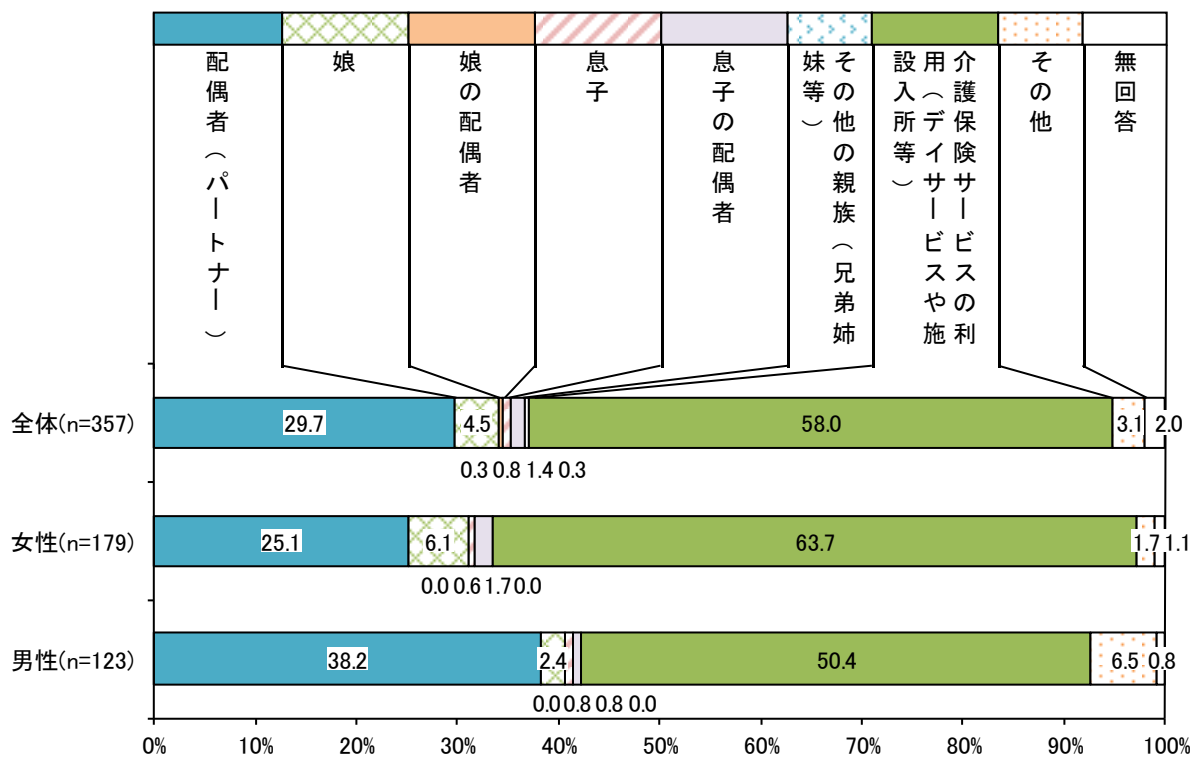 配偶者（パートナー）
娘
娘の配偶者
息子
息子の配偶者
その他の親族（兄弟姉
妹等）
介護保険サービスの利
用（デイサービスや施
設入所等）
その他
無回答
全体(n=357)
29.7
4.5
58.0
3.1
2.0
0.3 0.8 1.4 0.3
女性(n=179)
25.1
6.1
63.7
1.7
1.1
0.0 0.6 1.7 0.0
男性(n=123)
38.2
2.4
50.4
6.5
0.8
0.0 0.8 0.8 0.0
0% 10% 20% 30% 40% 50% 60% 70% 80% 90% 100%